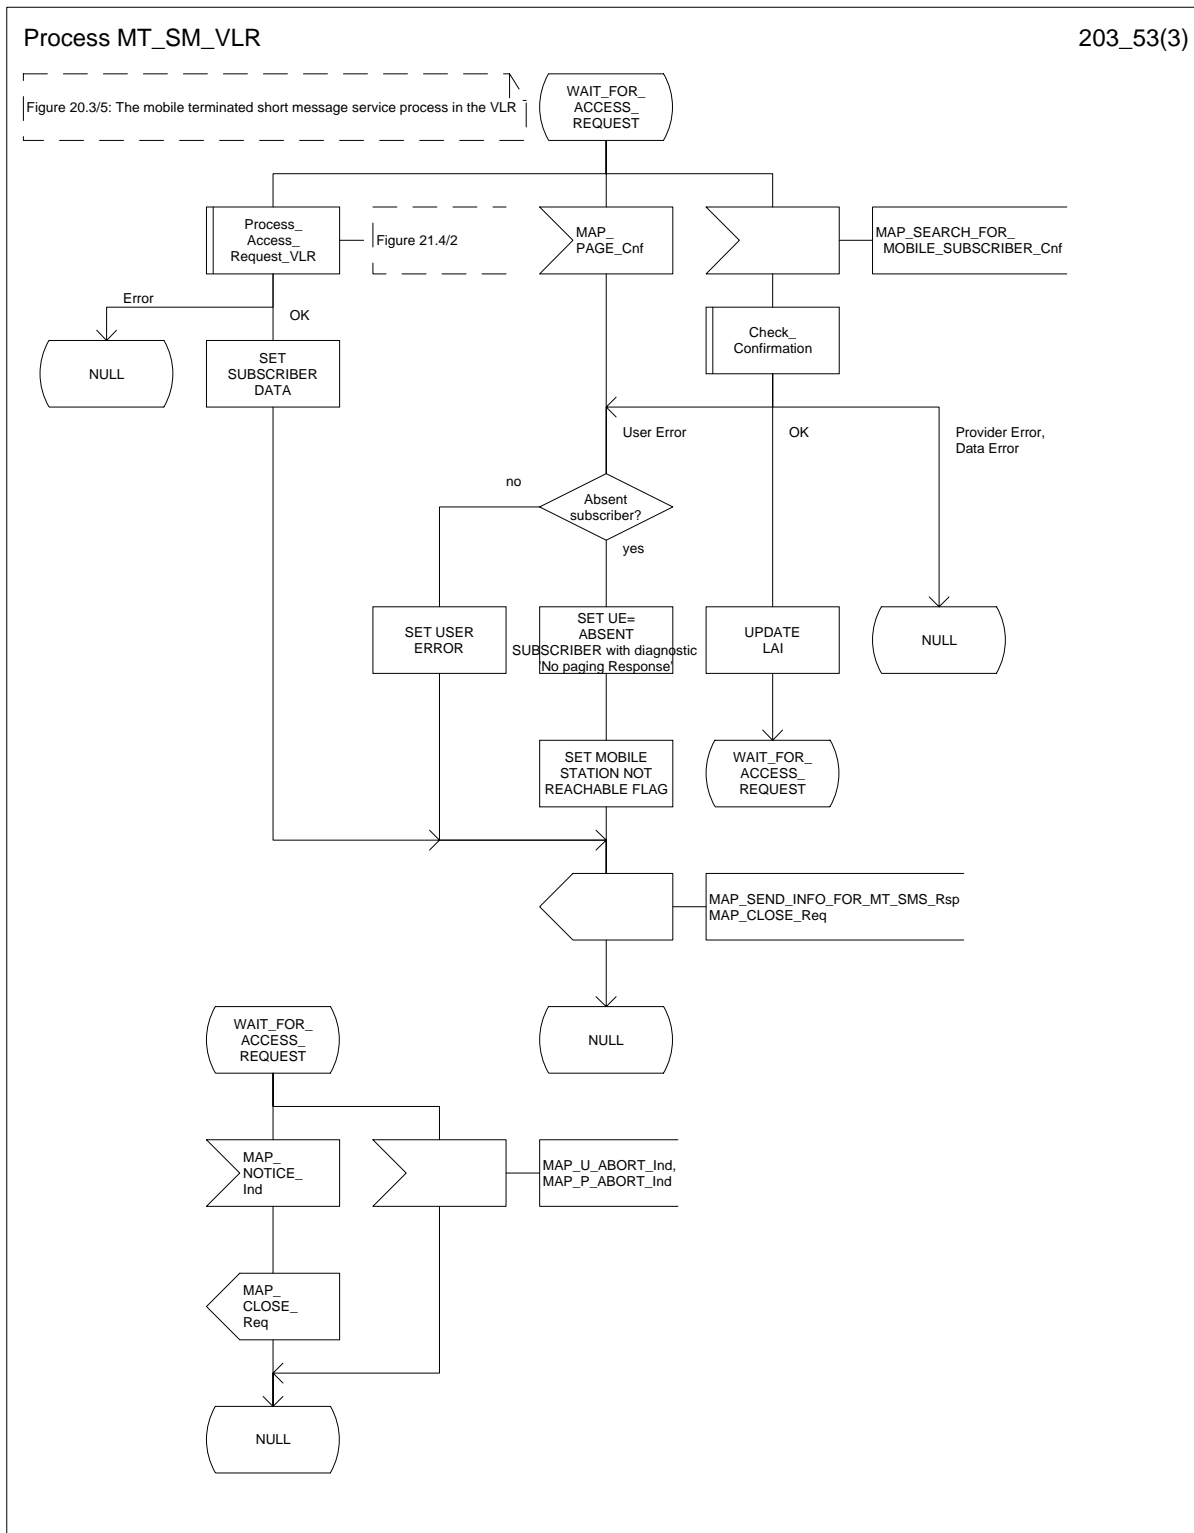 Process MT_SM_VLR
203_53(3)
Figure 20.3/5: The mobile terminated short message service process in the VLR
WAIT_FOR_
ACCESS_
REQUEST
Process_
Access_
Request_VLR
Figure 21.4/2
MAP_
PAGE_Cnf
MAP_SEARCH_FOR_
MOBILE_SUBSCRIBER_Cnf
Error
OK
NULL
SET
SUBSCRIBER
DATA
Check_
Confirmation
User Error
OK
Provider Error,
Data Error
no
Absent
subscriber?
yes
SET USER
ERROR
SET UE=
ABSENT
SUBSCRIBER with diagnostic
'No paging Response'
UPDATE
LAI
NULL
SET MOBILE
STATION NOT
REACHABLE FLAG
WAIT_FOR_
ACCESS_
REQUEST
MAP_SEND_INFO_FOR_MT_SMS_Rsp
MAP_CLOSE_Req
NULL
WAIT_FOR_
ACCESS_
REQUEST
MAP_
NOTICE_
Ind
MAP_U_ABORT_Ind,
MAP_P_ABORT_Ind
MAP_
CLOSE_
Req
NULL